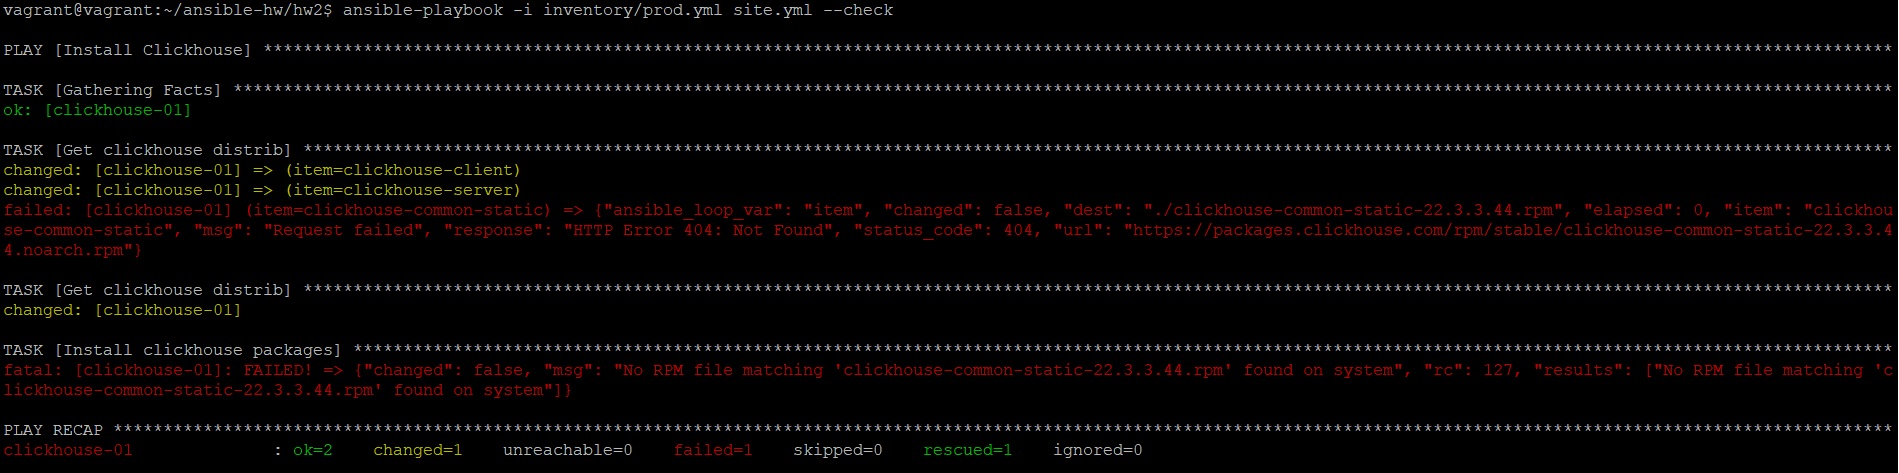 vagrant@vagrant:~/ansible-hw/hw2$ ansible-playbook -i inventory/prod.yml site.yml --check
PLAY [Install Clickhouse] *******************************************************************************************************************************************************************
TASK [Gathering Facts] **********************************************************************************************************************************************************************
ok: [clickhouse-01]
TASK [Get clickhouse distrib] ***************************************************************************************************************************************************************
changed: [clickhouse-01] => (item=clickhouse-client)
changed: [clickhouse-01] => (item=clickhouse-server)
failed: [clickhouse-01] (item=clickhouse-common-static) => {"ansible_loop_var": "item", "changed": false, "dest": "./clickhouse-common-static-22.3.3.44.rpm", "elapsed": 0, "item": "clickhou
se-common-static", "msg": "Request failed", "response": "HTTP Error 404: Not Found", "status_code": 404, "url": "https://packages.clickhouse.com/rpm/stable/clickhouse-common-static-22.3.3.4
4.noarch.rpm"}
TASK [Get clickhouse distrib] ***************************************************************************************************************************************************************
changed: [clickhouse-01]
TASK [Install clickhouse packages] **********************************************************************************************************************************************************
fatal: [clickhouse-01]: FAILED! => {"changed": false, "msg": "No RPM file matching 'clickhouse-common-static-22.3.3.44.rpm' found on system", "rc": 127, "results": ["No RPM file matching 'c
lickhouse-common-static-22.3.3.44.rpm' found on system"]}
PLAY RECAP **********************************************************************************************************************************************************************************
clickhouse-01              : ok=2    changed=1    unreachable=0    failed=1    skipped=0    rescued=1    ignored=0